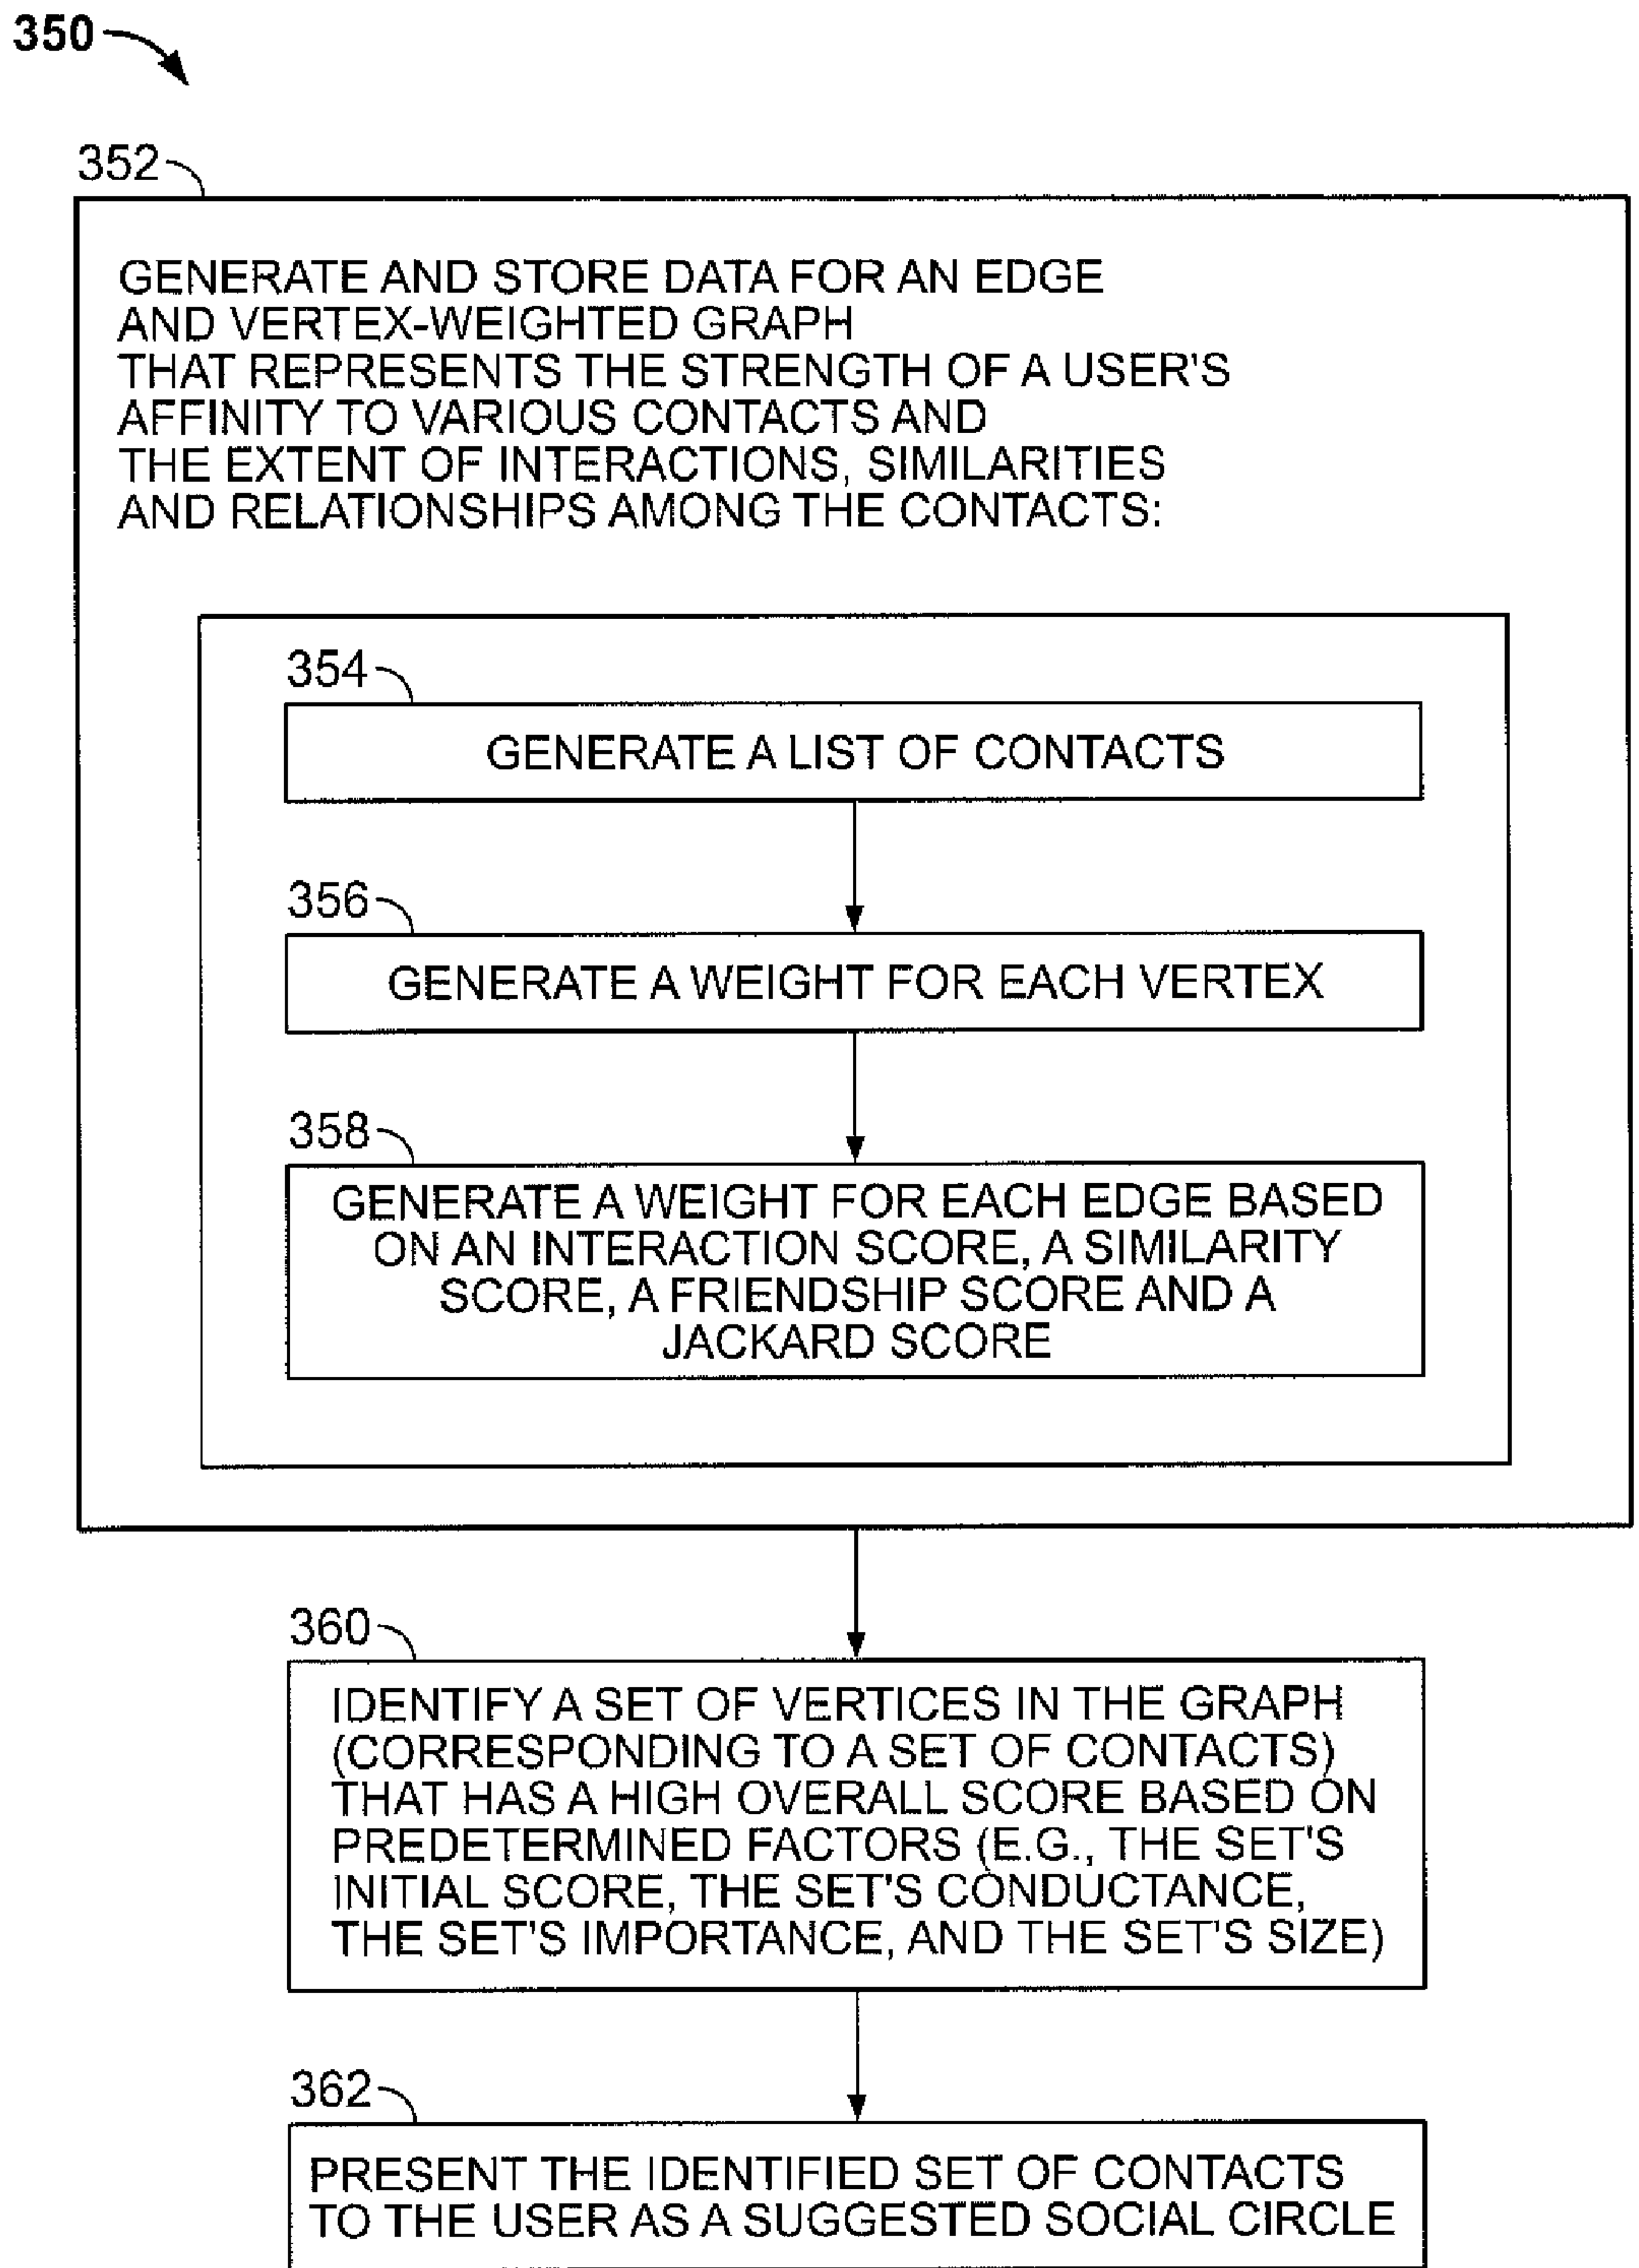 350
352
GENERATE AND STORE DATA FOR AN EDGE
AND VERTEX-WEIGHTED GRAPH
THAT REPRESENTS THE STRENGTH OF A USER'S
AFFINITY TO VARIOUS CONTACTS AND
THE EXTENT OF INTERACTIONS, SIMILARITIES
AND RELATIONSHIPS AMONG THE CONTACTS:
354
GENERATE A LIST OF CONTACTS
356
GENERATE A WEIGHT FOR EACH VERTEX
358
GENERATE A WEIGHT FOR EACH EDGE BASED
ON AN INTERACTION SCORE, A SIMILARITY
SCORE, A FRIENDSHIP SCORE AND A
JACKARD SCORE
360
IDENTIFY A SET OF VERTICES IN THE GRAPH
(CORRESPONDING TO A SET OF CONTACTS)
THAT HAS A HIGH OVERALL SCORE BASED ON
PREDETERMINED FACTORS (E.G., THE SET'S
INITIAL SCORE, THE SET'S CONDUCTANCE,
THE SET'S IMPORTANCE, AND THE SET'S SIZE)
362
PRESENT THE IDENTIFIED SET OF CONTACTS
TO THE USER AS A SUGGESTED SOCIAL CIRCLE